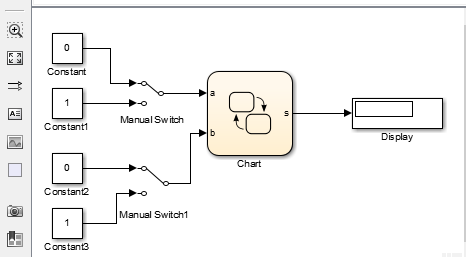 0
Constant
1
Constant1
Manual Switch
a
b
s
Chart
Display
0
Constant2
Manual Switch1
1
Constant3